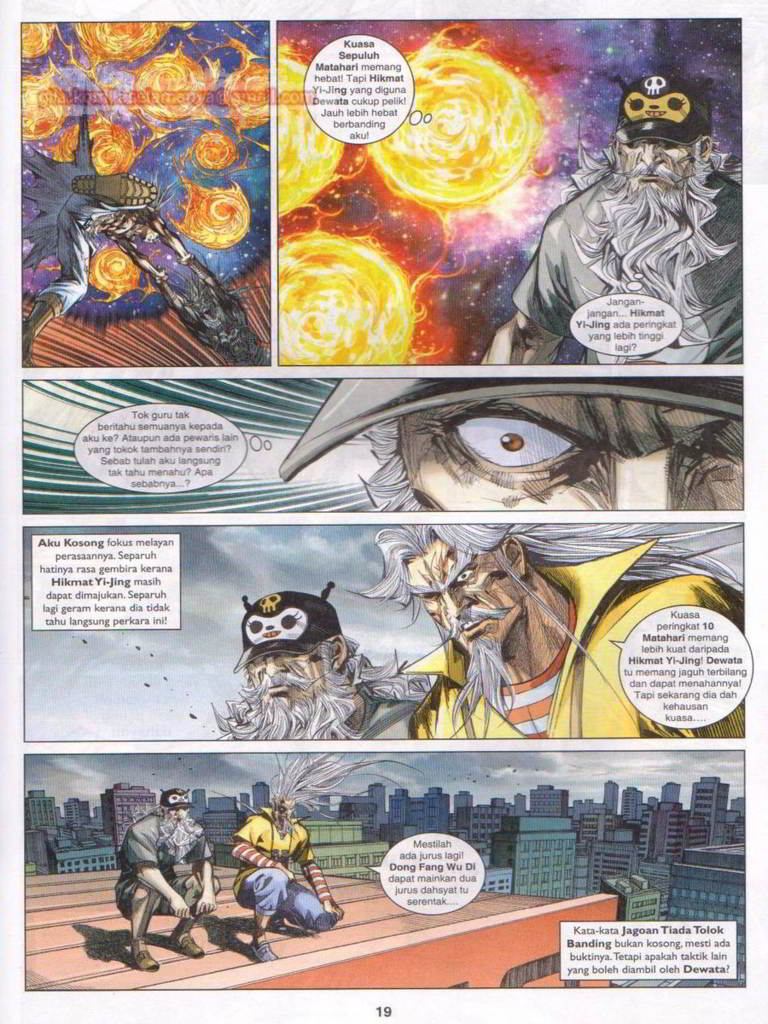 Kuasa
Sepuluh
Matahari memang
hebat! Tapi Hikmat
Yi-Jing yang diguna
Dewata cukup pelik!
Jauh lebih hebat
berbanding
aku!
Jangan-
jangan... Hikmat
Yi-Jing ada peringkat
yang lebih tinggi
lagi?
Tok guru tak
beritahu semuanya kepada
aku ke? Ataupun ada pewaris lain
yang tokok tambahnya sendiri?
Sebab tulah aku langsung
tak tahu menahu? Apa
sebabnya...?
Aku Kosong fokus melayan
perasaannya. Separuh
hatinya rasa gembira kerana
Hikmat Yi-Jing masih
dapat dimajukan. Separuh
lagi geram kerana dia tidak
tahu langsung perkara ini!
Kuasa
peringkat 10
Matahari memang
lebih kuat daripada
Hikmat Yi-Jing! Dewata
tu memang jaguh terbilang
dan dapat menahannya!
Tapi sekarang dia dah
kehausan
kuasa....
Mestilah
ada jurus lagi!
Dong Fang Wu Di
dapat mainkan dua
jurus dahsyat tu
serentak....
Kata-kata Jagoan Tiada Tolok
Banding bukan kosong, mesti ada
buktinya. Tetapi apakah taktik lain
yang boleh diambil oleh Dewata?
19